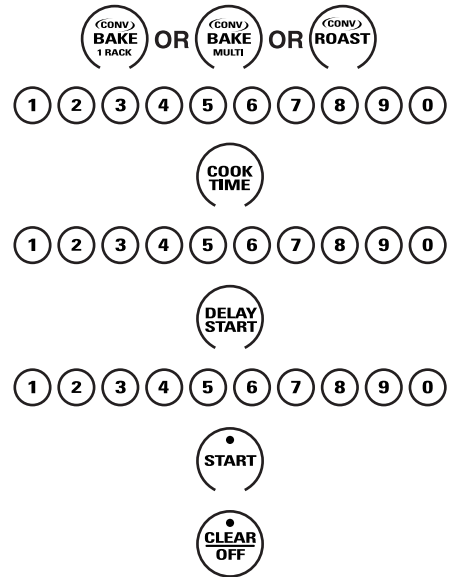 CONV BAKE 1 RACK OR CONV BAKE MULTI OR CONV ROAST
1 2 3 4 5 6 7 8 9 0
COOK
TIME
1 2 3 4 5 6 7 8 9 0
DELAY
START
1 2 3 4 5 6 7 8 9 0
START
CLEAR
OFF